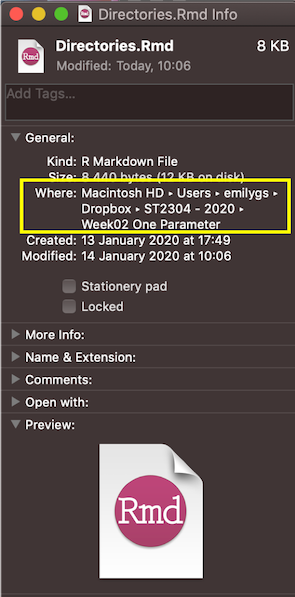 Directories.Rmd Info
Directories.Rmd 8 KB
Modified: Today, 10:06
Add Tags...
General:
Kind: R Markdown File
Size: 8 440 bytes (12 KB on disk)
Where: Macintosh HD ▸ Users ▸ emilygs ▸
Dropbox ▸ ST2304 - 2020 ▸
Week02 One Parameter
Created: 13 January 2020 at 17:49
Modified: 14 January 2020 at 10:06
Stationery pad
Locked
More Info:
Name & Extension:
Comments:
Open with:
Preview:
Rmd